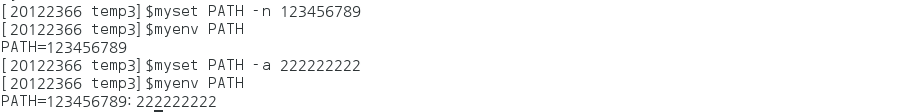 [ 20122366 temp3] $myset PATH -n 123456789
[ 20122366 temp3] $myenv PATH
PATH=123456789
[ 20122366 temp3] $myset PATH -a 222222222
[ 20122366 temp3] $myenv PATH
PATH=123456789: 222222222